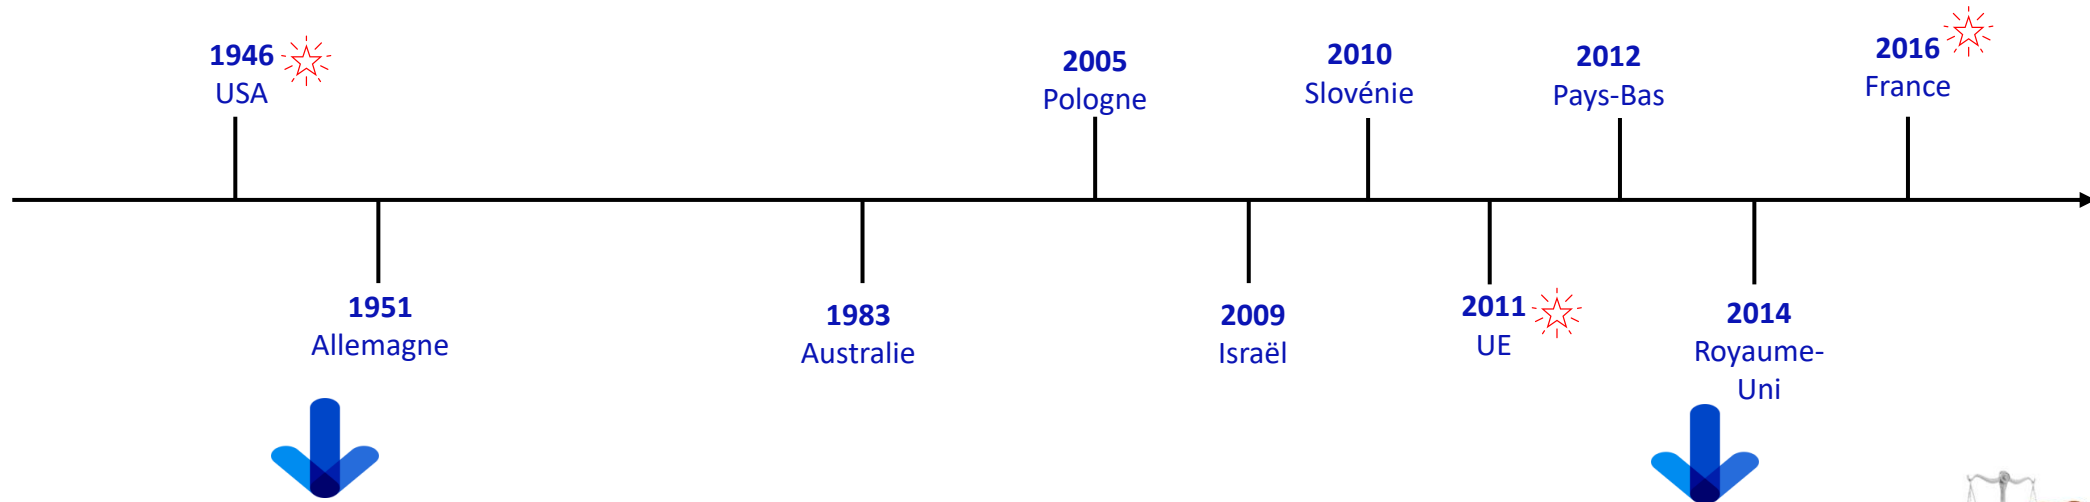 1946
USA
2005
Pologne
2010
Slovénie
2012
Pays-Bas
2016
France
1951
Allemagne
1983
Australie
2009
Israël
2011
UE
2014
Royaume-
Uni